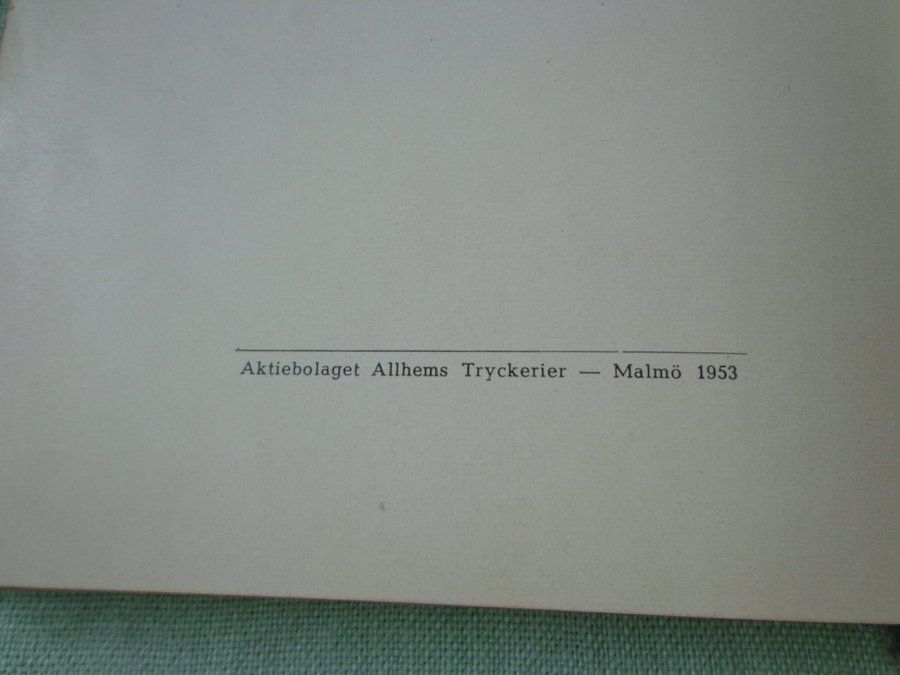 Aktiebolaget Allhems Tryckerier — Malmö 1953